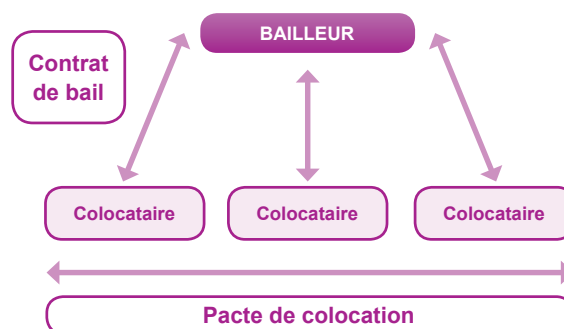 BAILLEUR
Contrat
de bail
Colocataire
Colocataire
Colocataire
Pacte de colocation